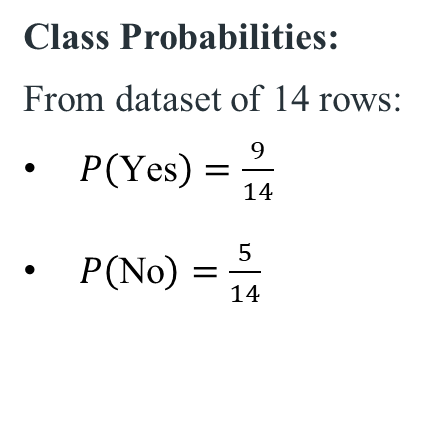 Class Probabilities:
From dataset of 14 rows:
• P(Yes) = 9/14
• P(No) = 5/14